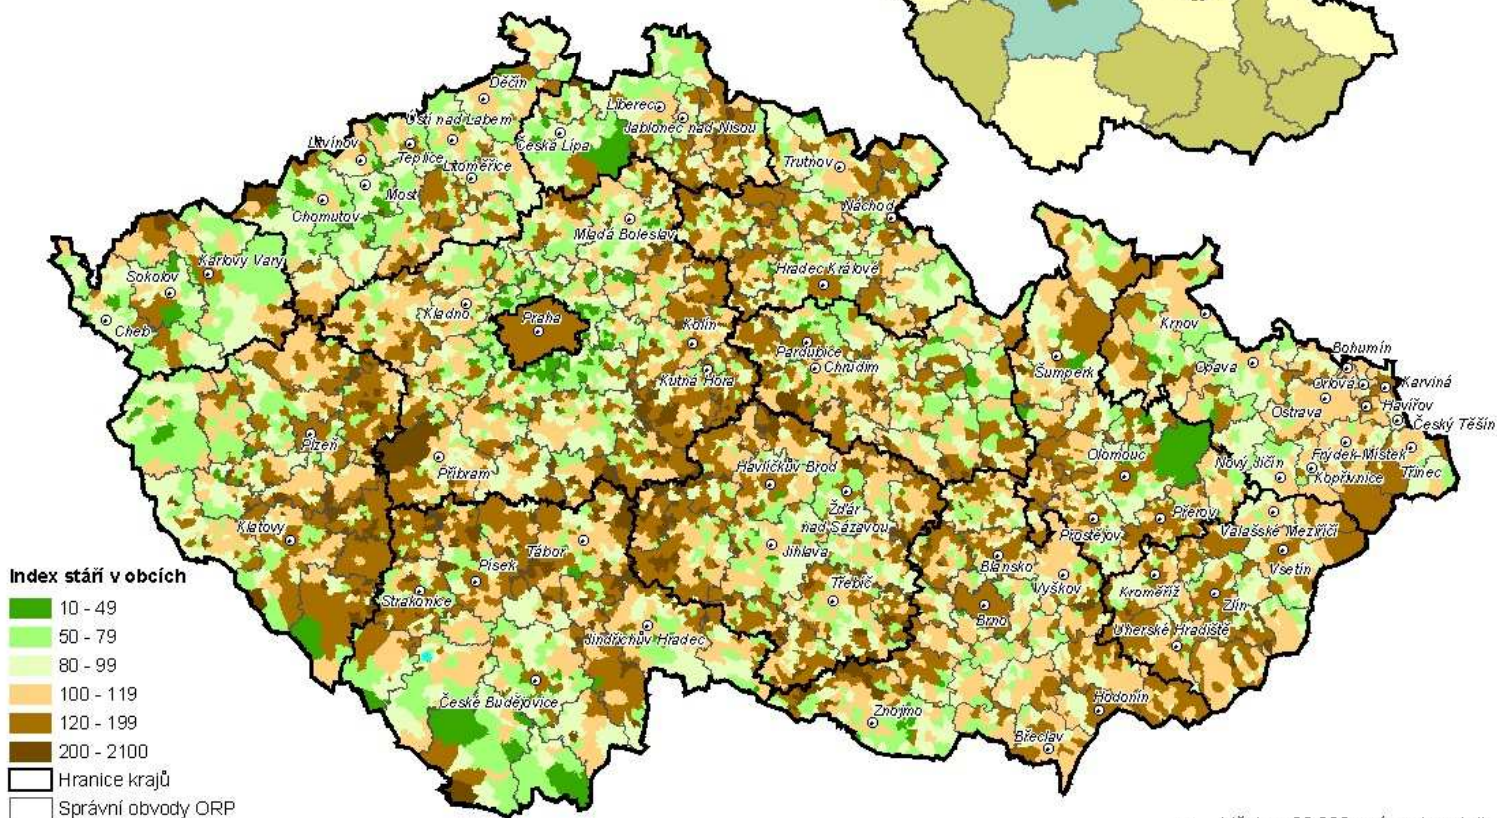 Děčín
Liberec
Ústí nad Labem
Jablonec nad Nisou
Litvínov
Teplice
Česká Lípa
Litoměřice
Trutnov
Most
Chomutov
Náchod
Mladá Boleslav
Karlovy Vary
Sokolov
Hradec Králové
Kladno
Praha
Cheb
Kolín
Krnov
Pardubice
Bohumín
Chrudim
Šumperk
Opava
Kutná Hora
Orlová
Karviná
Ostrava
Havířov
Český Těšín
Plzeň
Olomouc
Frýdek-Místek
Nový Jičín
Havlíčkův Brod
Příbram
Kopřivnice
Třinec
Žďár
nad Sázavou
Klatovy
Přerov
Prostějov
Valašské Meziříčí
Tábor
Jihlava
Písek
Blansko
Vsetín
Třebíč
Vyškov
Kroměříž
Strakonice
Zlín
Brno
Jindřichův Hradec
Uherské Hradiště
České Budějovice
Hodonín
Znojmo
Břeclav
Index stáří v obcích
10 - 49
50 - 79
80 - 99
100 - 119
120 - 199
200 - 2100
Hranice krajů
Správní obvody ORP